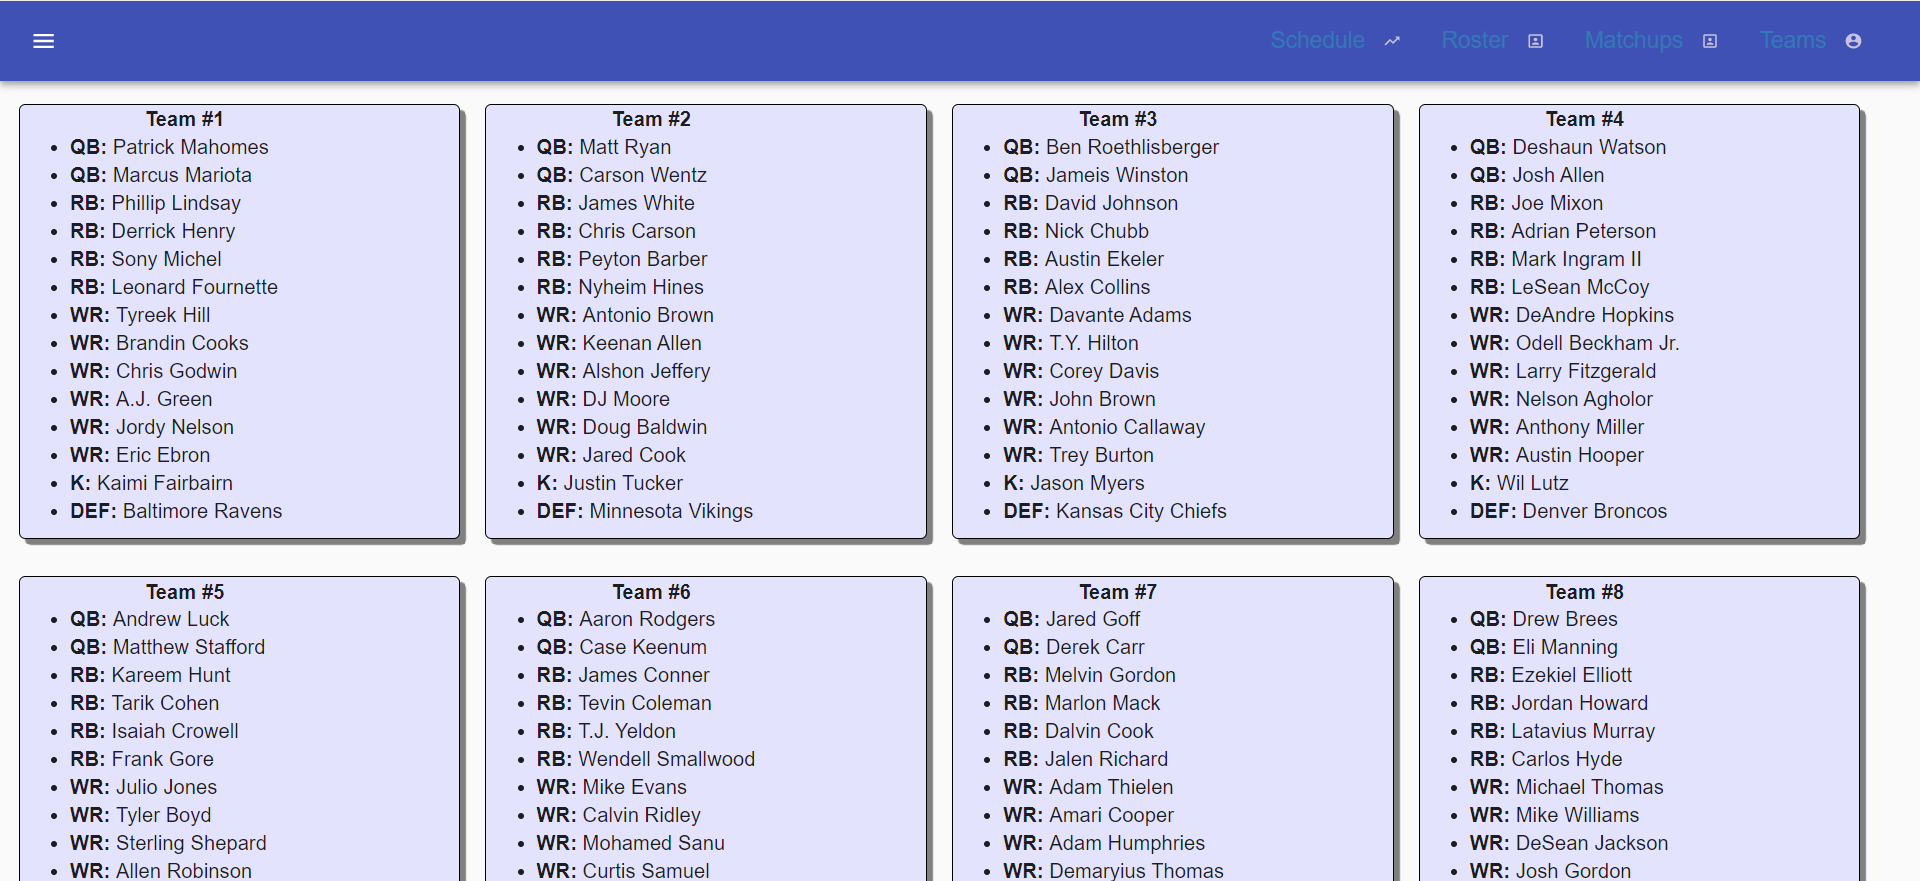 Schedule Roster Matchups Teams
Team #1
QB: Patrick Mahomes
QB: Marcus Mariota
RB: Phillip Lindsay
RB: Derrick Henry
RB: Sony Michel
RB: Leonard Fournette
WR: Tyreek Hill
WR: Brandin Cooks
WR: Chris Godwin
WR: A.J. Green
WR: Jordy Nelson
WR: Eric Ebron
K: Kaimi Fairbairn
DEF: Baltimore Ravens
Team #2
QB: Matt Ryan
QB: Carson Wentz
RB: James White
RB: Chris Carson
RB: Peyton Barber
RB: Nyheim Hines
WR: Antonio Brown
WR: Keenan Allen
WR: Alshon Jeffery
WR: DJ Moore
WR: Doug Baldwin
WR: Jared Cook
K: Justin Tucker
DEF: Minnesota Vikings
Team #3
QB: Ben Roethlisberger
QB: Jameis Winston
RB: David Johnson
RB: Nick Chubb
RB: Austin Ekeler
RB: Alex Collins
WR: Davante Adams
WR: T.Y. Hilton
WR: Corey Davis
WR: John Brown
WR: Antonio Callaway
WR: Trey Burton
K: Jason Myers
DEF: Kansas City Chiefs
Team #4
QB: Deshaun Watson
QB: Josh Allen
RB: Joe Mixon
RB: Adrian Peterson
RB: Mark Ingram II
RB: LeSean McCoy
WR: DeAndre Hopkins
WR: Odell Beckham Jr.
WR: Larry Fitzgerald
WR: Nelson Agholor
WR: Anthony Miller
WR: Austin Hooper
K: Wil Lutz
DEF: Denver Broncos
Team #5
QB: Andrew Luck
QB: Matthew Stafford
RB: Kareem Hunt
RB: Tarik Cohen
RB: Isaiah Crowell
RB: Frank Gore
WR: Julio Jones
WR: Tyler Boyd
WR: Sterling Shepard
WR: Allen Robinson
Team #6
QB: Aaron Rodgers
QB: Case Keenum
RB: James Conner
RB: Tevin Coleman
RB: T.J. Yeldon
RB: Wendell Smallwood
WR: Mike Evans
WR: Calvin Ridley
WR: Mohamed Sanu
WR: Curtis Samuel
Team #7
QB: Jared Goff
QB: Derek Carr
RB: Melvin Gordon
RB: Marlon Mack
RB: Dalvin Cook
RB: Jalen Richard
WR: Adam Thielen
WR: Amari Cooper
WR: Adam Humphries
WR: Demaryius Thomas
Team #8
QB: Drew Brees
QB: Eli Manning
RB: Ezekiel Elliott
RB: Jordan Howard
RB: Latavius Murray
RB: Carlos Hyde
WR: Michael Thomas
WR: Mike Williams
WR: DeSean Jackson
WR: Josh Gordon